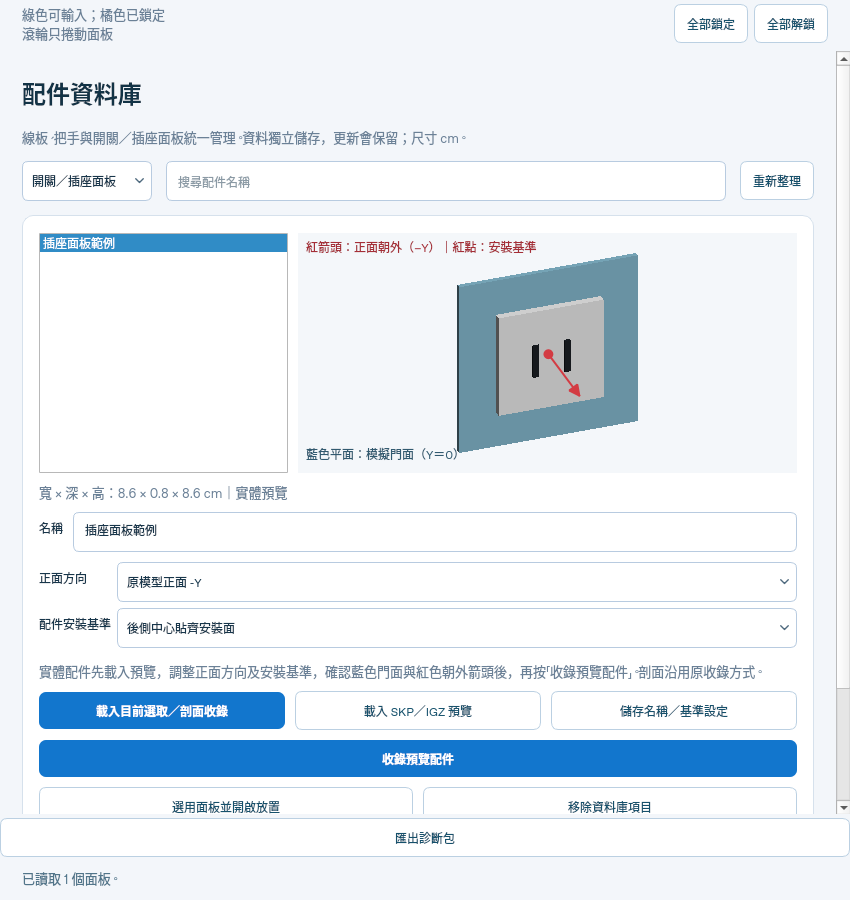 綠色可輸入；橘色已鎖定
滾輪只捲動面板
全部鎖定
全部解鎖
配件資料庫
線板、把手與開關／插座面板統一管理。資料獨立儲存，更新會保留；尺寸 cm。
開關／插座面板
搜尋配件名稱
重新整理
插座面板範例
紅箭頭：正面朝外（−Y）｜紅點：安裝基準
藍色平面：模擬門面（Y＝0）
寬 × 深 × 高：8.6 × 0.8 × 8.6 cm｜實體預覽
名稱
插座面板範例
正面方向
原模型正面 -Y
配件安裝基準
後側中心貼齊安裝面
實體配件先載入預覽，調整正面方向及安裝基準，確認藍色門面與紅色朝外箭頭後，再按「收錄預覽配件」。剖面沿用原收錄方式。
載入目前選取／剖面收錄
載入 SKP／IGZ 預覽
儲存名稱／基準設定
收錄預覽配件
選用面板並開啟放置
移除資料庫項目
匯出診斷包
已讀取 1 個面板。